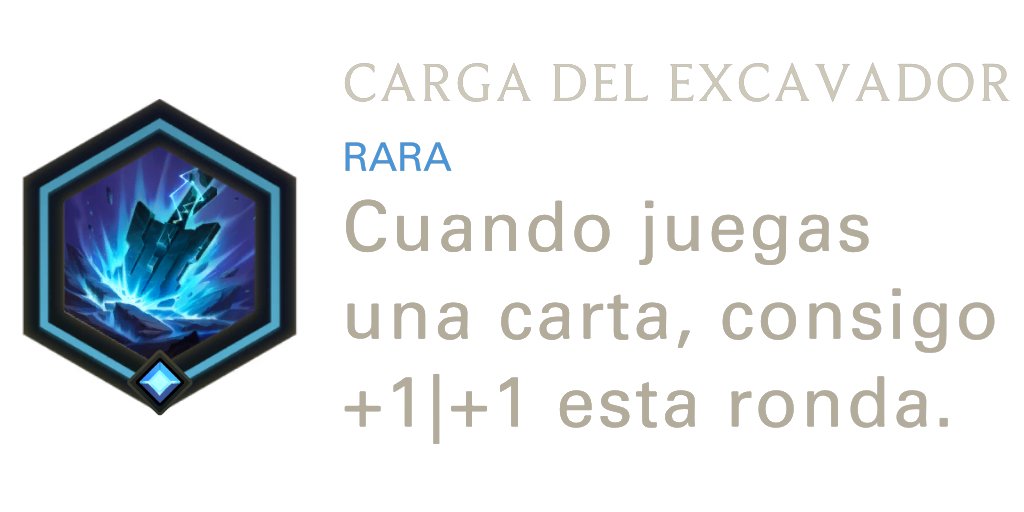 CARGA DEL EXCAVADOR
RARA
Cuando juegas
una carta, consigo
+1|+1 esta ronda.